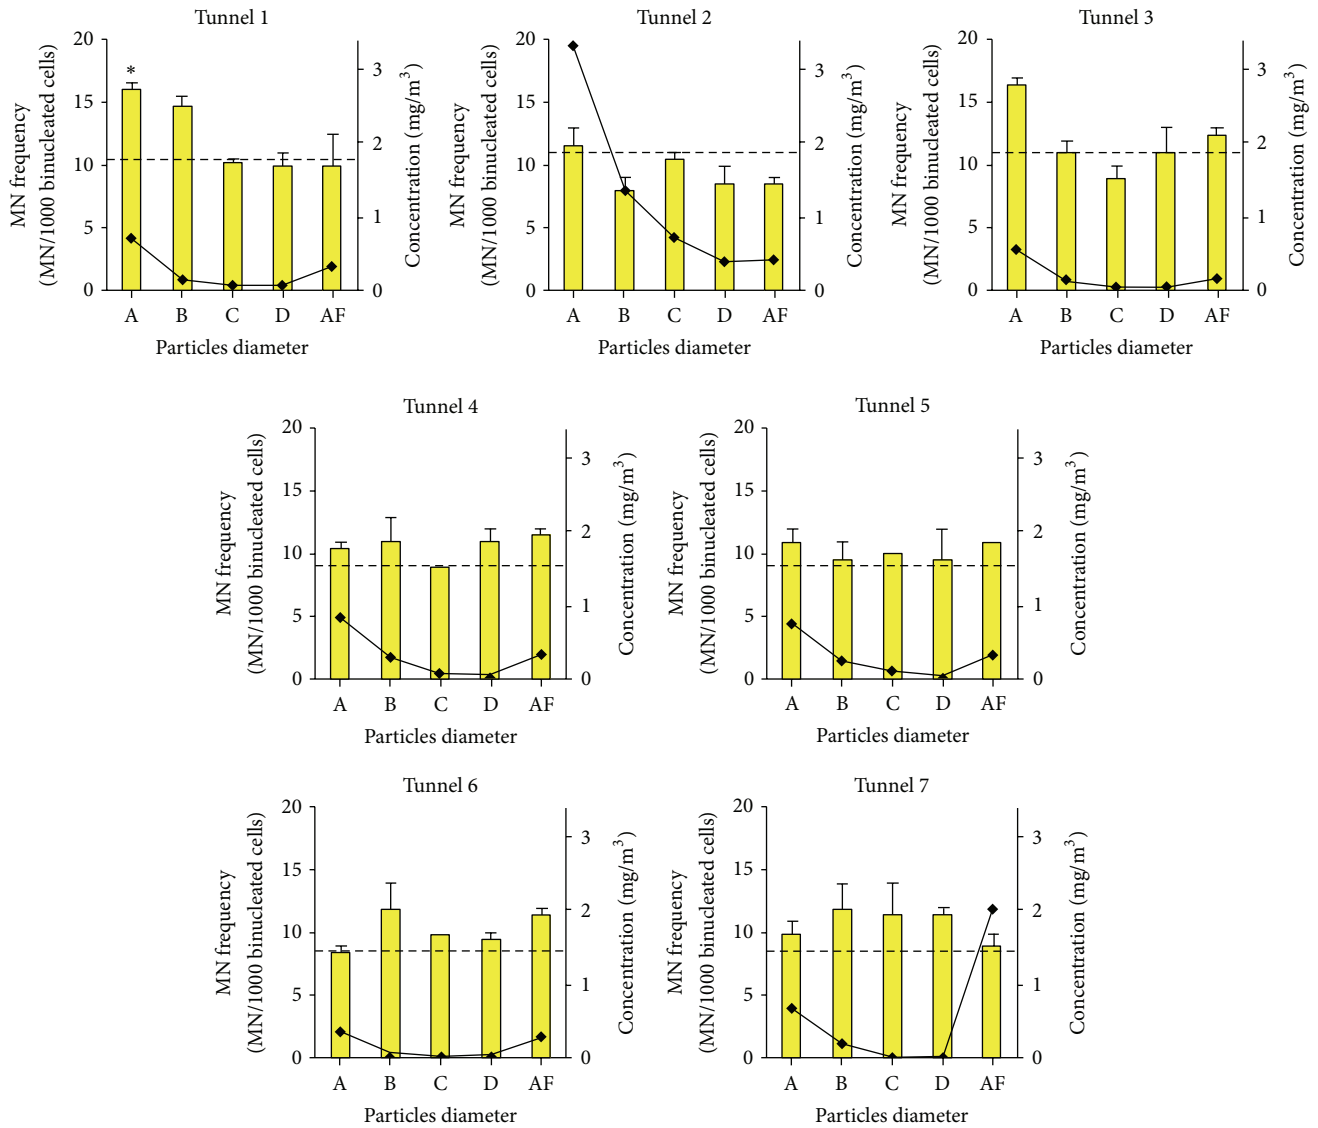 Tunnel 1
MN frequency
(MN/1000 binucleated cells)
20
15
10
5
0
*
3
2
1
0
Concentration (mg/m³)
A B C D AF
Particles diameter
Tunnel 2
MN frequency
(MN/1000 binucleated cells)
20
15
10
5
0
3
2
1
0
Concentration (mg/m³)
A B C D AF
Particles diameter
Tunnel 3
MN frequency
(MN/1000 binucleated cells)
20
15
10
5
0
3
2
1
0
Concentration (mg/m³)
A B C D AF
Particles diameter
Tunnel 4
MN frequency
(MN/1000 binucleated cells)
20
15
10
5
0
3
2
1
0
Concentration (mg/m³)
A B C D AF
Particles diameter
Tunnel 5
MN frequency
(MN/1000 binucleated cells)
20
15
10
5
0
3
2
1
0
Concentration (mg/m³)
A B C D AF
Particles diameter
Tunnel 6
MN frequency
(MN/1000 binucleated cells)
20
15
10
5
0
3
2
1
0
Concentration (mg/m³)
A B C D AF
Particles diameter
Tunnel 7
MN frequency
(MN/1000 binucleated cells)
20
15
10
5
0
3
2
1
0
Concentration (mg/m³)
A B C D AF
Particles diameter